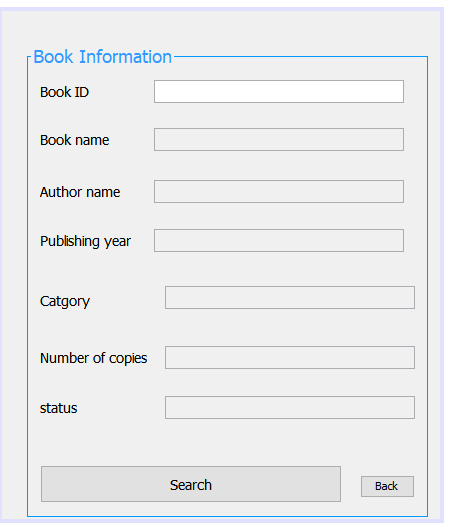 Book Information
Book ID
Book name
Author name
Publishing year
Catgory
Number of copies
status
Search
Back